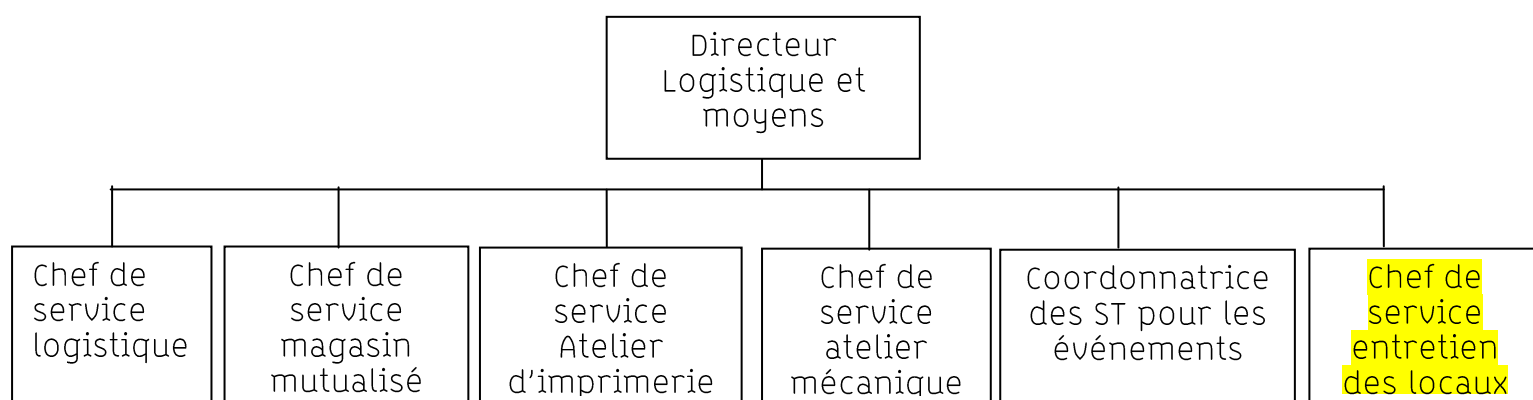 Directeur
Logistique et
moyens
Chef de
service
logistique
Chef de
service
magasin
mutualisé
Chef de
service
Atelier
d'imprimerie
Chef de
service
atelier
mécanique
Coordonnatrice
des ST pour les
événements
Chef de
service
entretien
des locaux